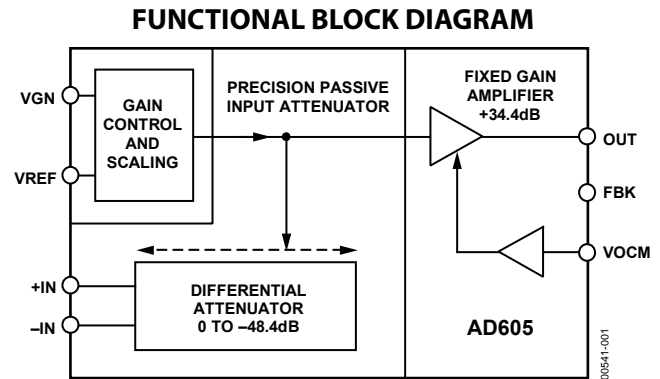 FUNCTIONAL BLOCK DIAGRAM
VGN
VREF
GAIN
CONTROL
AND
SCALING
PRECISION PASSIVE
INPUT ATTENUATOR
FIXED GAIN
AMPLIFIER
+34.4dB
OUT
FBK
VOCM
+IN
–IN
DIFFERENTIAL
ATTENUATOR
0 TO –48.4dB
AD605
00541-001